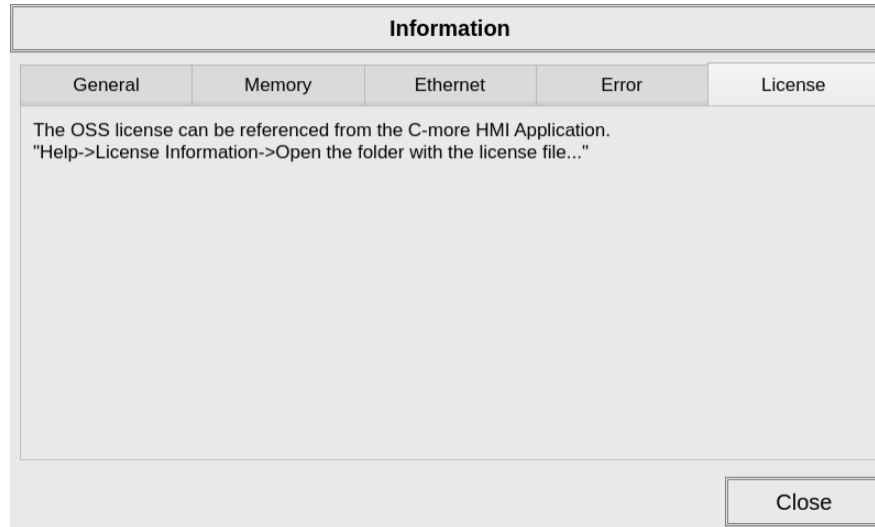 Information
General Memory Ethernet Error License
The OSS license can be referenced from the C-more HMI Application.
"Help->License Information->Open the folder with the license file..."
Close